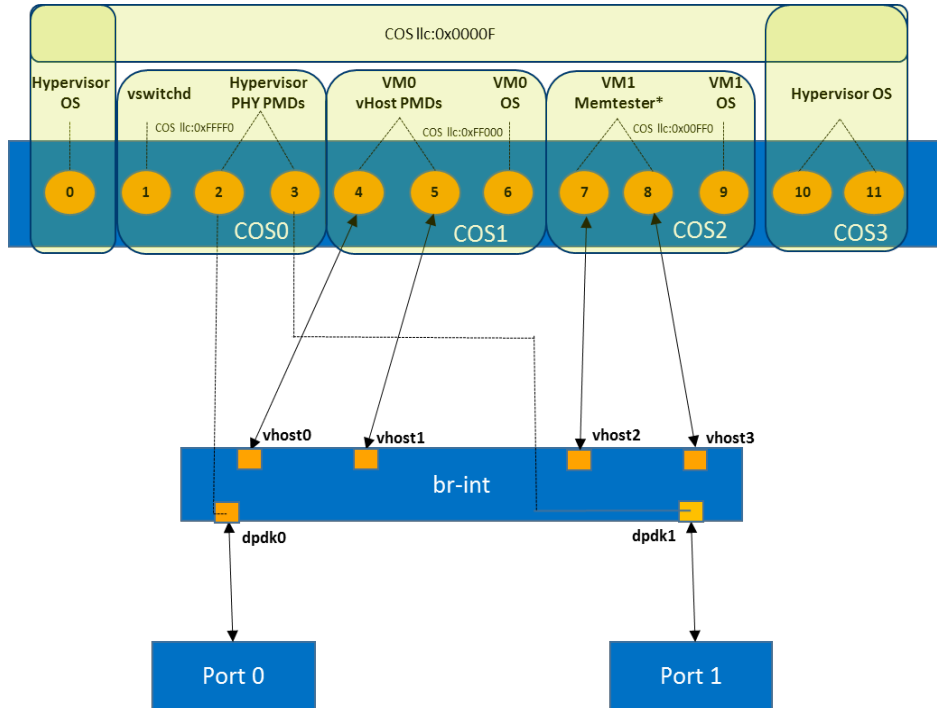 COS llc:0x0000F
Hypervisor
OS
vswitchd
Hypervisor
PHY PMDs
VM0
vHost PMDs
VM0
OS
VM1
Memtester*
VM1
OS
Hypervisor OS
COS llc:0xFFFF0
COS llc:0xFF000
COS llc:0x00FF0
0
1
2
3
4
5
6
7
8
9
10
11
COS0
COS1
COS2
COS3
vhost0
vhost1
vhost2
vhost3
br-int
dpdk0
dpdk1
Port 0
Port 1